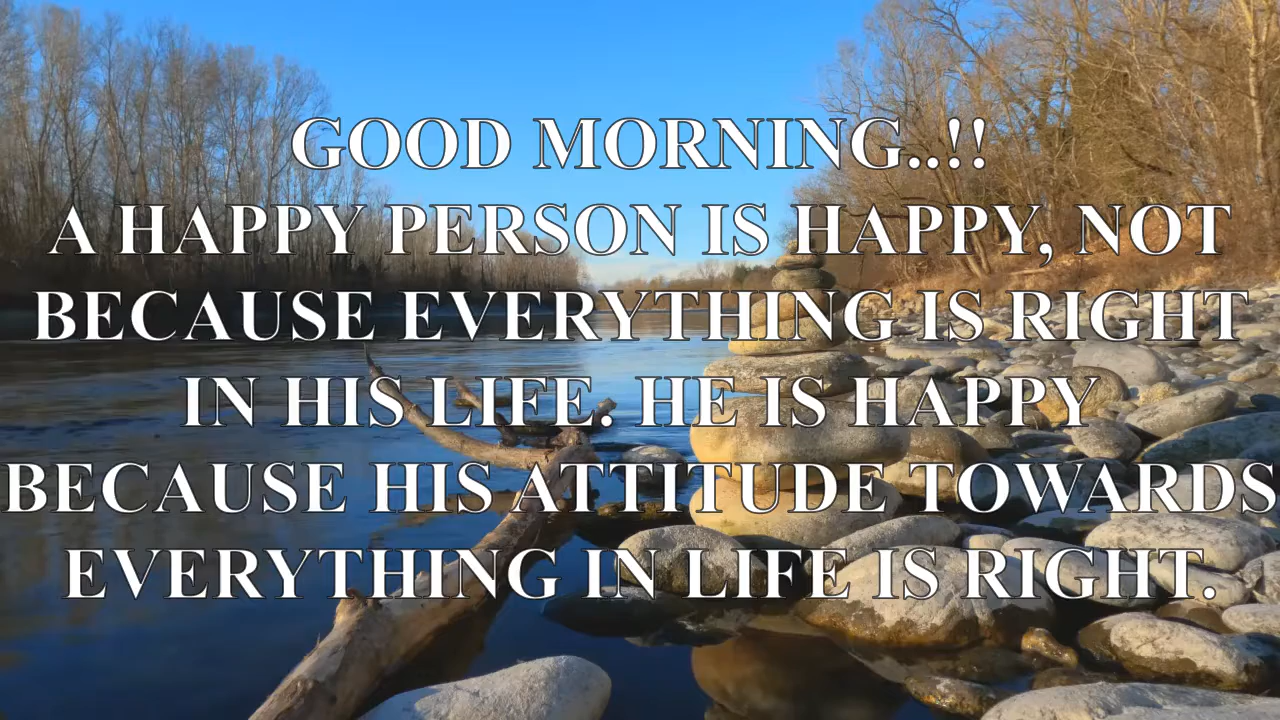 GOOD MORNING..!!
A HAPPY PERSON IS HAPPY, NOT
BECAUSE EVERYTHING IS RIGHT
IN HIS LIFE. HE IS HAPPY
BECAUSE HIS ATTITUDE TOWARDS
EVERYTHING IN LIFE IS RIGHT.